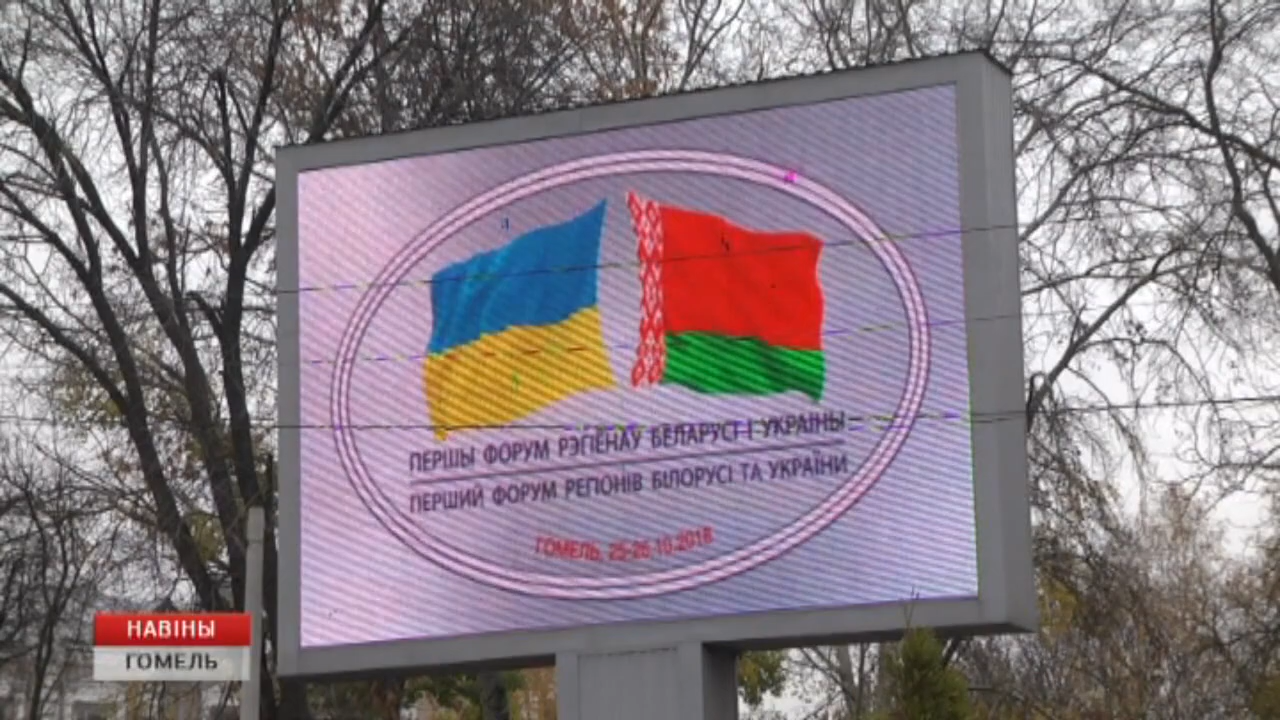 ПЕРШЫ ФОРУМ РЭГІЁНАЎ БЕЛАРУСІ І УКРАІНЫ
ПЕРШИЙ ФОРУМ РЕГІОНІВ БІЛОРУСІ ТА УКРАЇНИ
ГОМЕЛЬ, 25-26.10.2018
НАВІНЫ
ГОМЕЛЬ